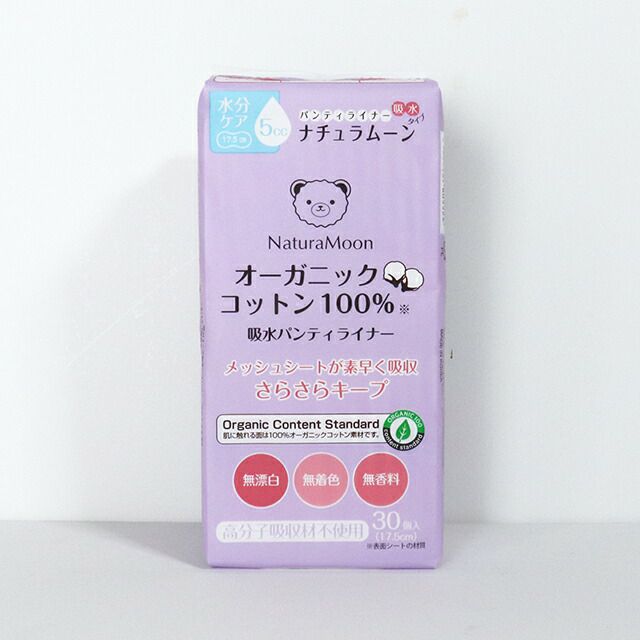 水分
ケア
17.5cm
5cc
パンティライナー 吸水
ナチュラムーン タイプ
NaturaMoon
オーガニック
コットン100%※
吸水パンティライナー
メッシュシートが素早く吸収
さらさらキープ
Organic Content Standard
肌に触れる面は100%オーガニックコットン素材です。
ORGANIC 100
content standard
無漂白
無着色
無香料
高分子吸収材不使用
30個入
(17.5cm)
※表面シートの材質